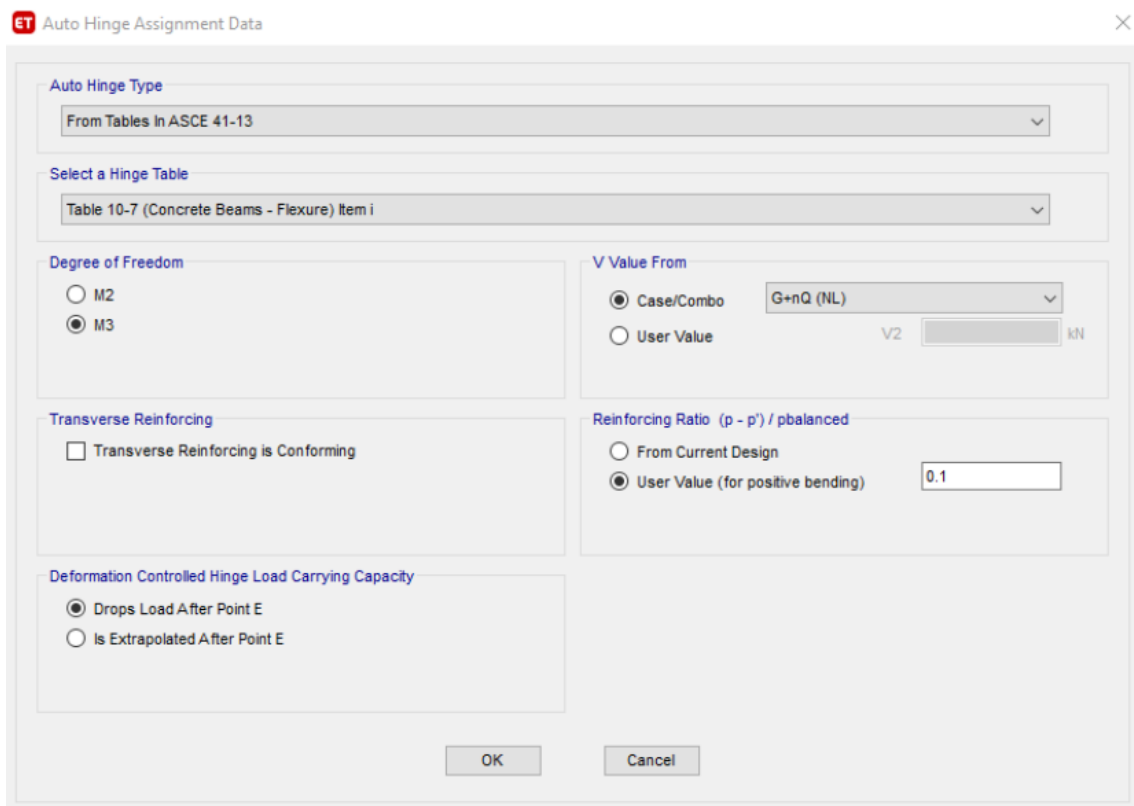 ET Auto Hinge Assignment Data
Auto Hinge Type
From Tables In ASCE 41-13
Select a Hinge Table
Table 10-7 (Concrete Beams - Flexure) Item i
Degree of Freedom
M2
M3
V Value From
Case/Combo G+nQ (NL)
User Value V2 kN
Transverse Reinforcing
Transverse Reinforcing is Conforming
Reinforcing Ratio (p - p') / pbalanced
From Current Design
User Value (for positive bending) 0.1
Deformation Controlled Hinge Load Carrying Capacity
Drops Load After Point E
Is Extrapolated After Point E
OK Cancel